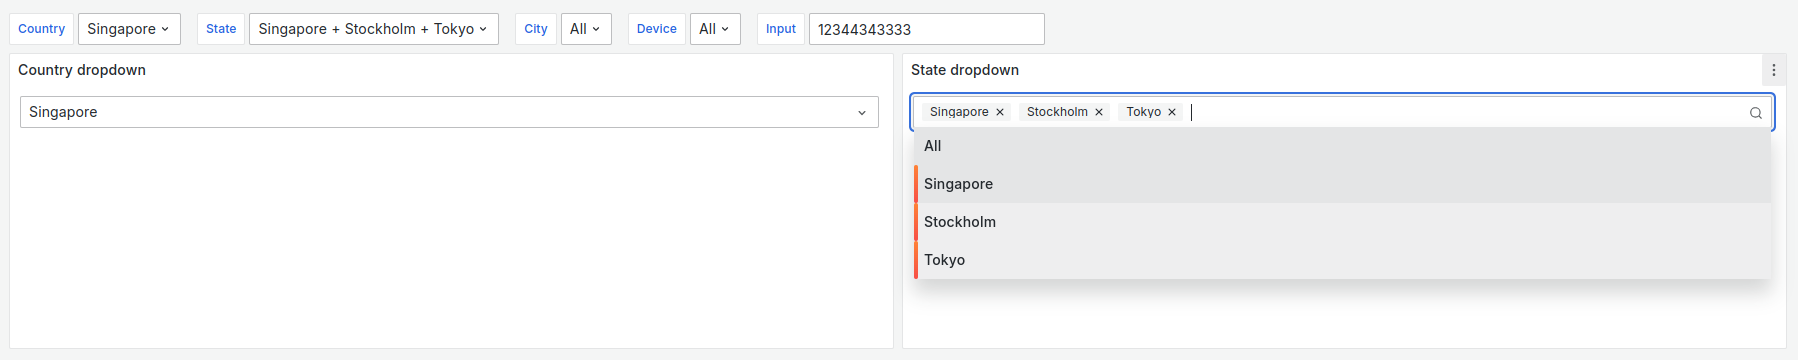 Country Singapore State Singapore + Stockholm + Tokyo City All Device All Input 12344343333
Country dropdown
Singapore
State dropdown
Singapore Stockholm Tokyo
All
Singapore
Stockholm
Tokyo